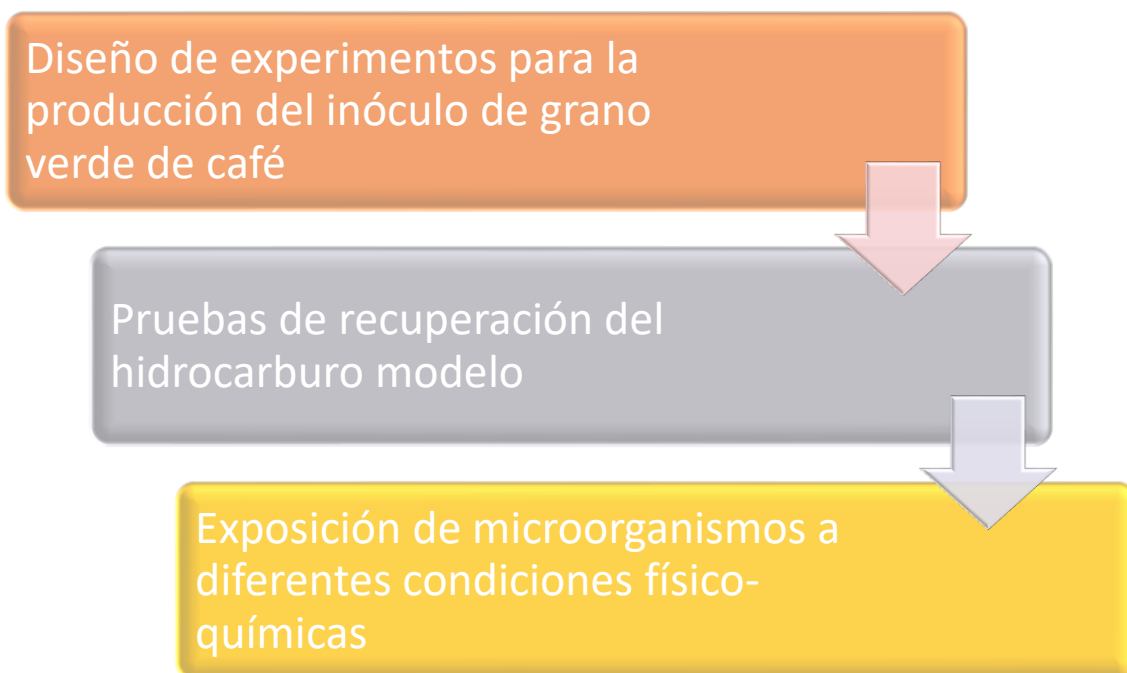 Diseño de experimentos para la
producción del inóculo de grano
verde de café
Pruebas de recuperación del
hidrocarburo modelo
Exposición de microorganismos a
diferentes condiciones físico-
químicas